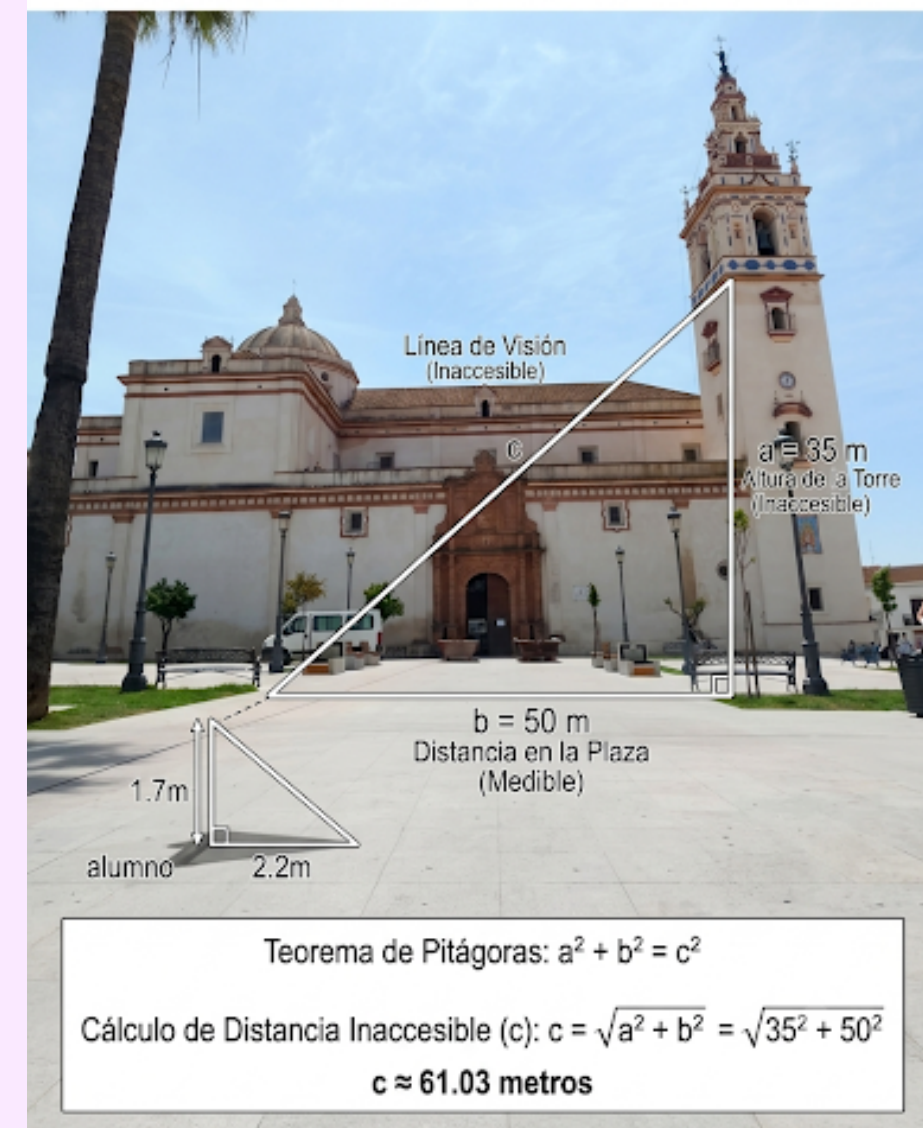 Línea de Visión
(Inaccesible)
c
a = 35 m
Altura de la Torre
(Inaccesible)
b = 50 m
Distancia en la Plaza
(Medible)
1.7m
alumno
2.2m
Teorema de Pitágoras: a² + b² = c²
Cálculo de Distancia Inaccesible (c): c = √a² + b² = √35² + 50²
c ≈ 61.03 metros